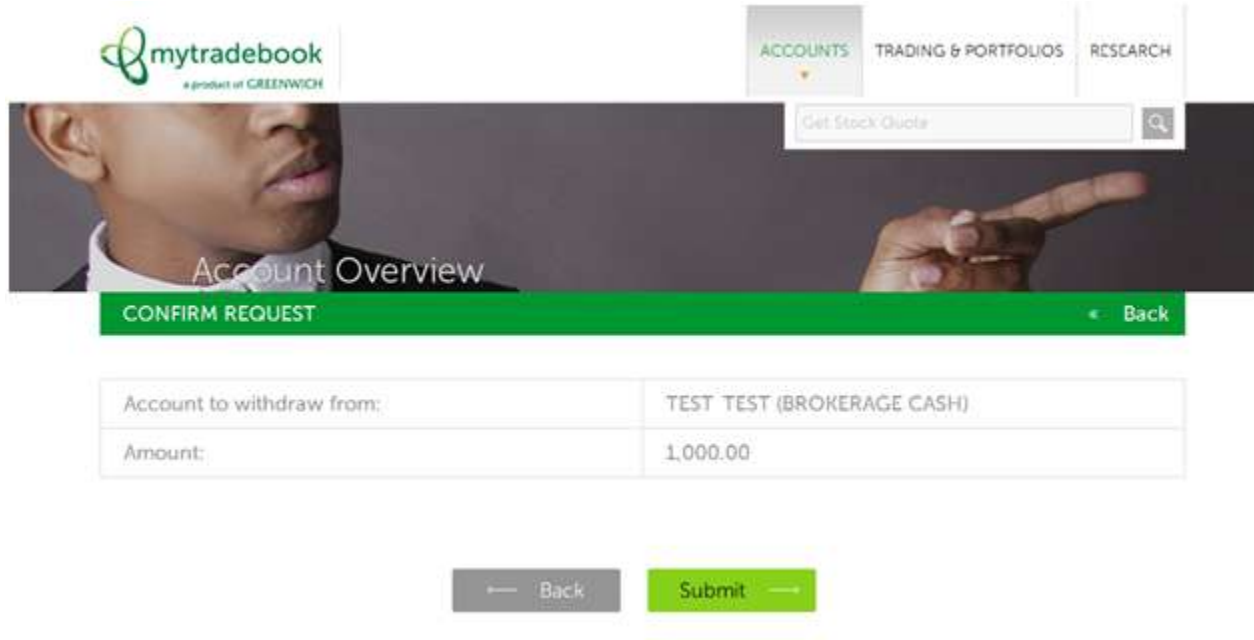 mytradebook
a product of GREENWICH
ACCOUNTS
TRADING & PORTFOLIOS
RESEARCH
Get Stock Quote
Account Overview
CONFIRM REQUEST
« Back
Account to withdraw from: TEST TEST (BROKERAGE CASH)
Amount: 1,000.00
Back
Submit